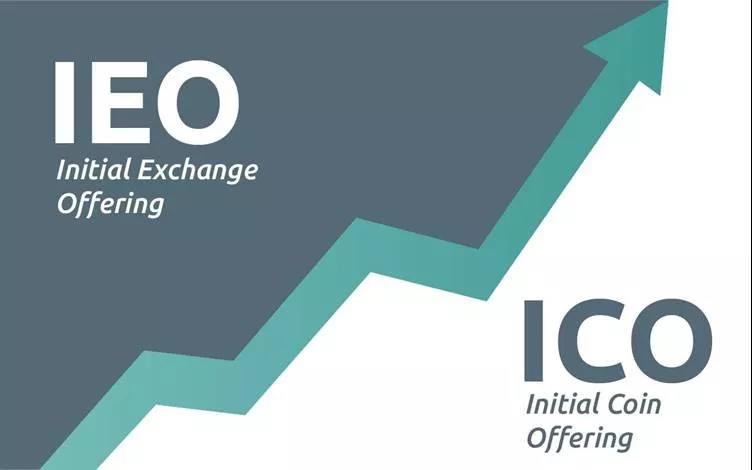 IEO
Initial Exchange
Offering
ICO
Initial Coin
Offering